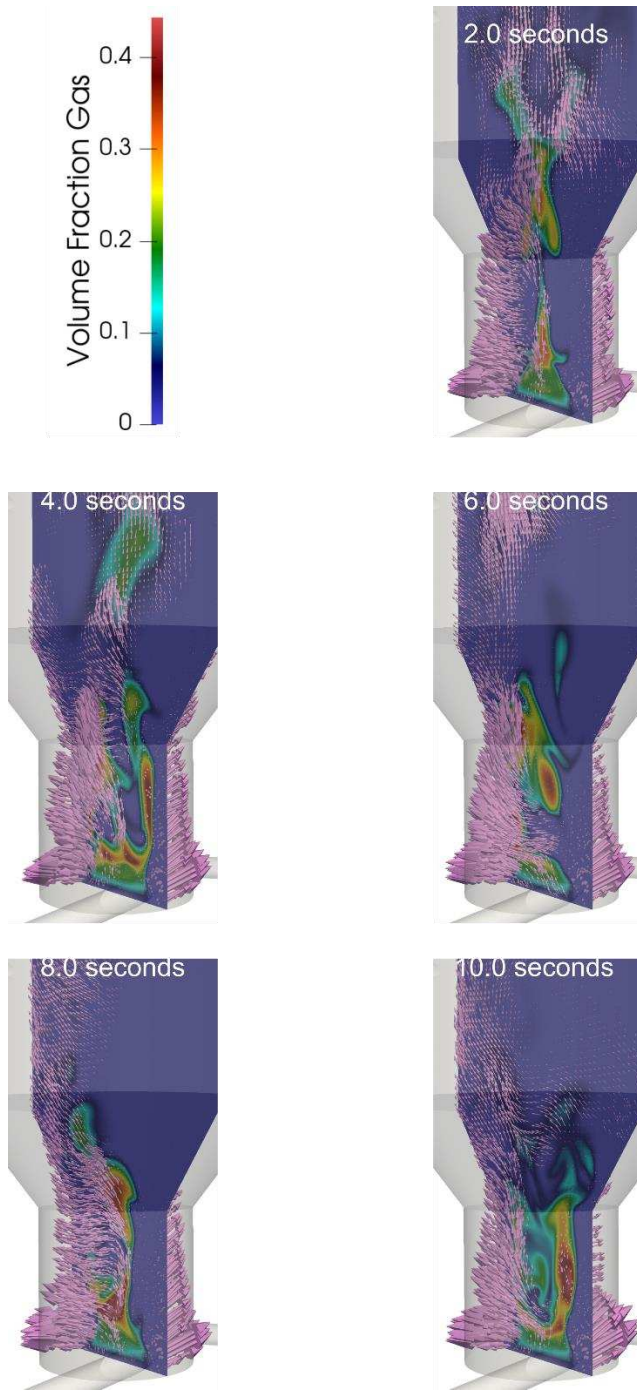 Volume Fraction Gas
0.4
0.3
0.2
0.1
0
2.0 seconds
4.0 seconds
6.0 seconds
8.0 seconds
10.0 seconds